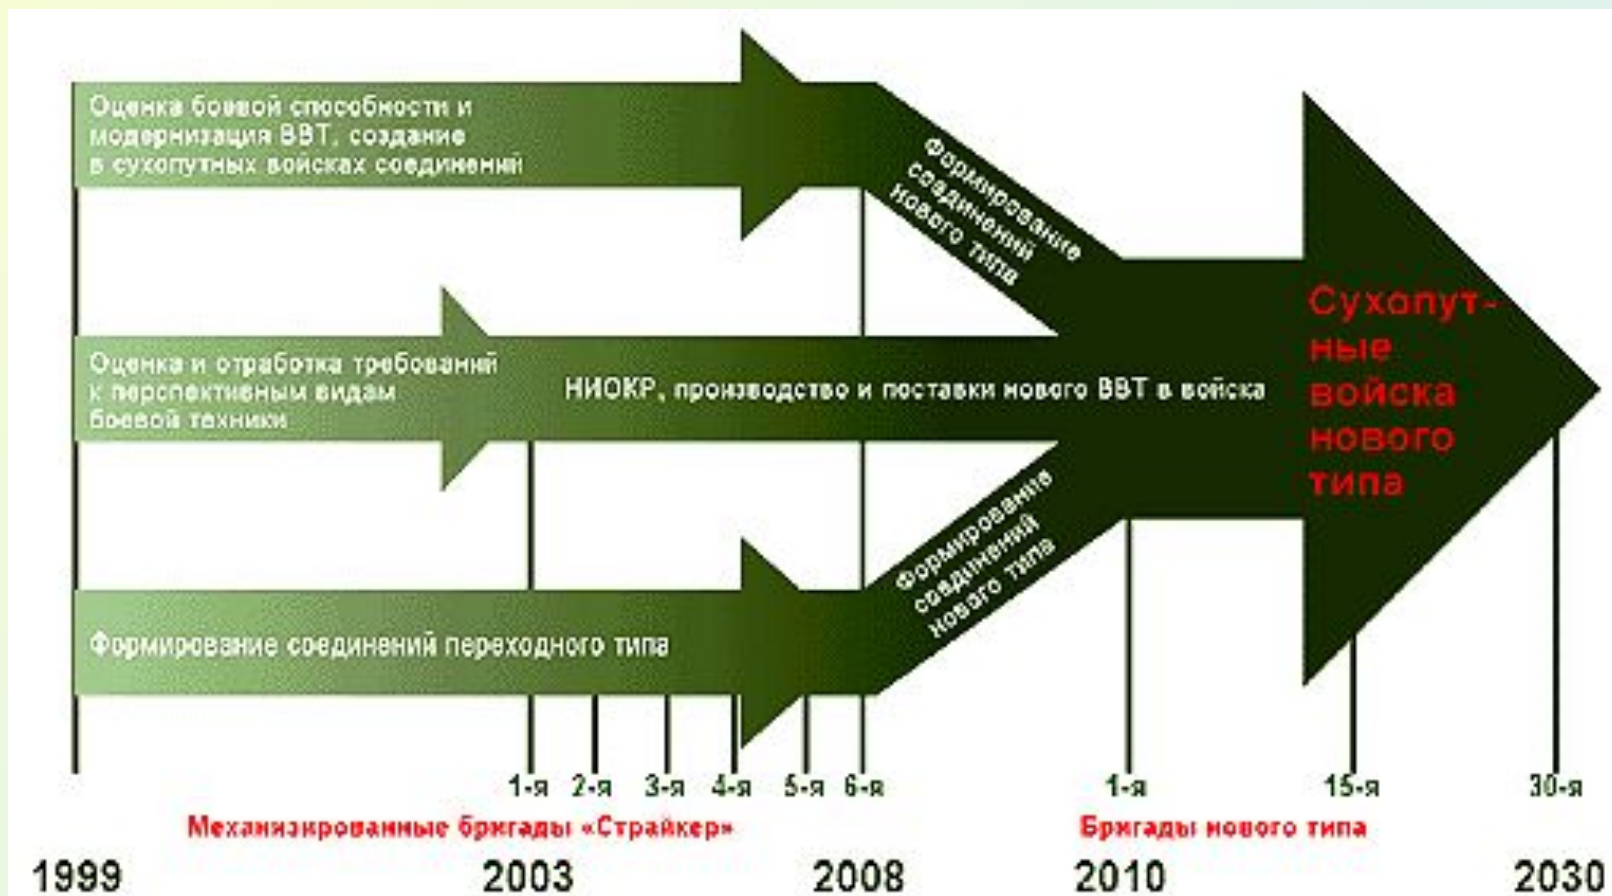 Оценка боевой способности и
модернизация ВВТ, создание
в сухопутных войсках соединений
Формирование
соединений
нового типа
Оценка и отработка требований
к перспективным видам
боевой техники
НИОКР, производство и поставки нового ВВТ в войска
Сухопут-
ные
войска
нового
типа
Формирование соединений переходного типа
Формирование
соединений
нового типа
1-я 2-я 3-я 4-я 5-я 6-я 1-я 15-я 30-я
Механизированные бригады «Страйкер» Бригады нового типа
1999 2003 2008 2010 2030